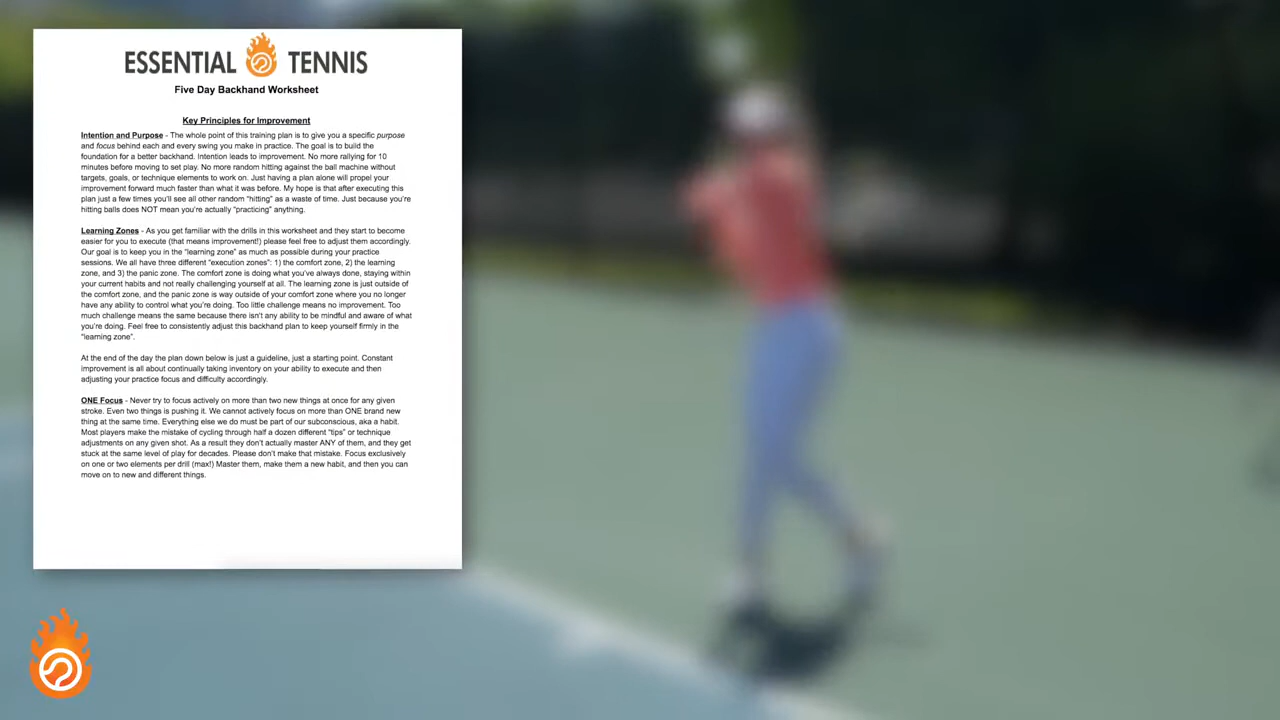 ESSENTIAL TENNIS
Five Day Backhand Worksheet
Key Principles for Improvement
Intention and Purpose - The whole point of this training plan is to give you a specific purpose
and focus behind each and every swing you make in practice. The goal is to build the
foundation for a better backhand. Intention leads to improvement. No more rallying for 10
minutes before moving to set play. No more random hitting against the ball machine without
targets, goals, or technique elements to work on. Just having a plan alone will propel your
improvement forward much faster than what it was before. My hope is that after executing this
plan just a few times you'll see all other random "hitting" as a waste of time. Just because you're
hitting balls does NOT mean you're actually "practicing" anything.
Learning Zones - As you get familiar with the drills in this worksheet and they start to become
easier for you to execute (that means improvement!) please feel free to adjust them accordingly.
Our goal is to keep you in the "learning zone" as much as possible during your practice
sessions. We all have three different "execution zones": 1) the comfort zone, 2) the learning
zone, and 3) the panic zone. The comfort zone is doing what you've always done, staying within
your current habits and not really challenging yourself at all. The learning zone is just outside of
the comfort zone, and the panic zone is way outside of your comfort zone where you no longer
have any ability to control what you're doing. Too little challenge means no improvement. Too
much challenge means the same because there isn't any ability to be mindful and aware of what
you're doing. Feel free to consistently adjust this backhand plan to keep yourself firmly in the
"learning zone".
At the end of the day the plan down below is just a guideline, just a starting point. Constant
improvement is all about continually taking inventory on your ability to execute and then
adjusting your practice focus and difficulty accordingly.
ONE Focus - Never try to focus actively on more than two new things at once for any given
stroke. Even two things is pushing it. We cannot actively focus on more than ONE brand new
thing at the same time. Everything else we do must be part of our subconscious, aka a habit.
Most players make the mistake of cycling through half a dozen different "tips" or technique
adjustments on any given shot. As a result they don't actually master ANY of them, and they get
stuck at the same level of play for decades. Please don't make that mistake. Focus exclusively
on one or two elements per drill (max!) Master them, make them a new habit, and then you can
move on to new and different things.